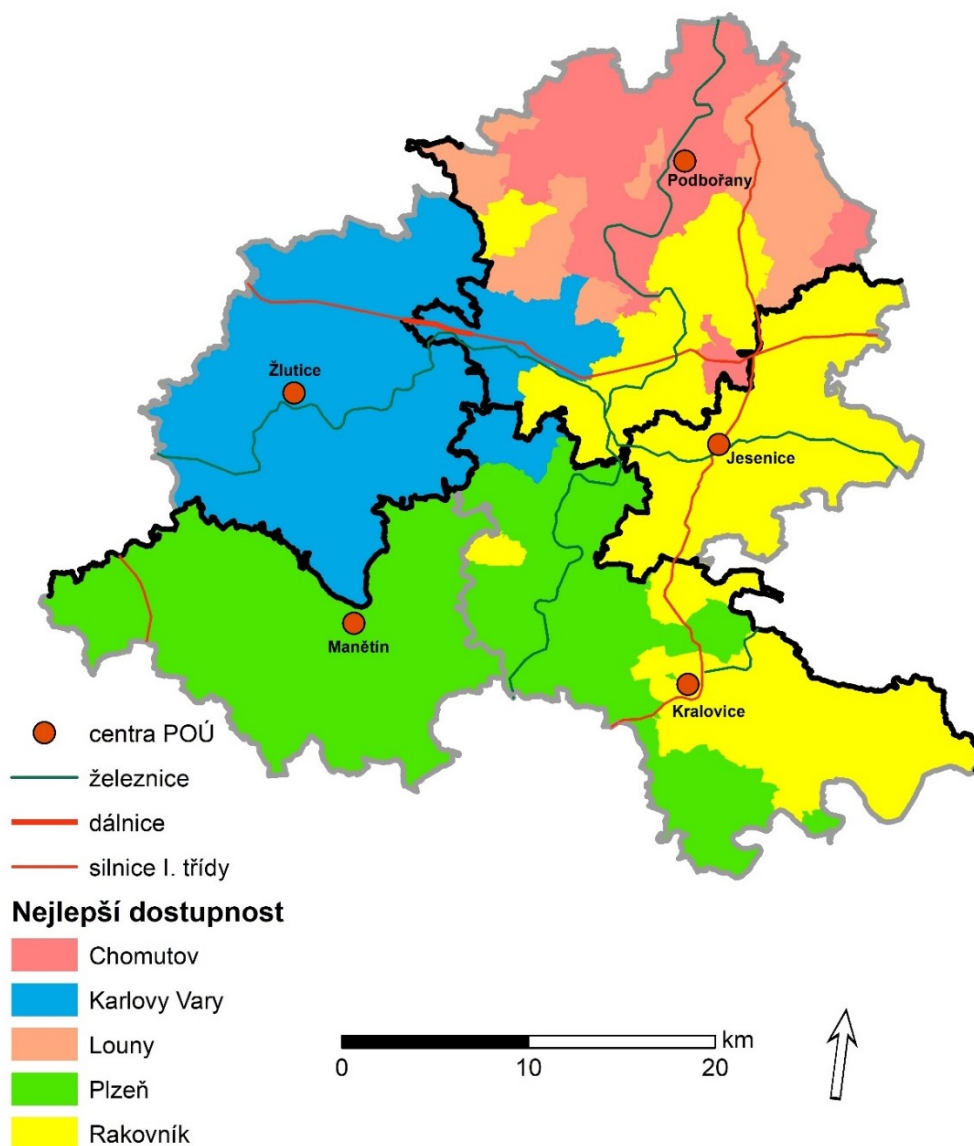 Podbořany
Žlutice
Jesenice
Manětín
Kralovice
centra POÚ
železnice
dálnice
silnice I. třídy
Nejlepší dostupnost
Chomutov
Karlovy Vary
Louny
Plzeň
Rakovník
km
0 10 20